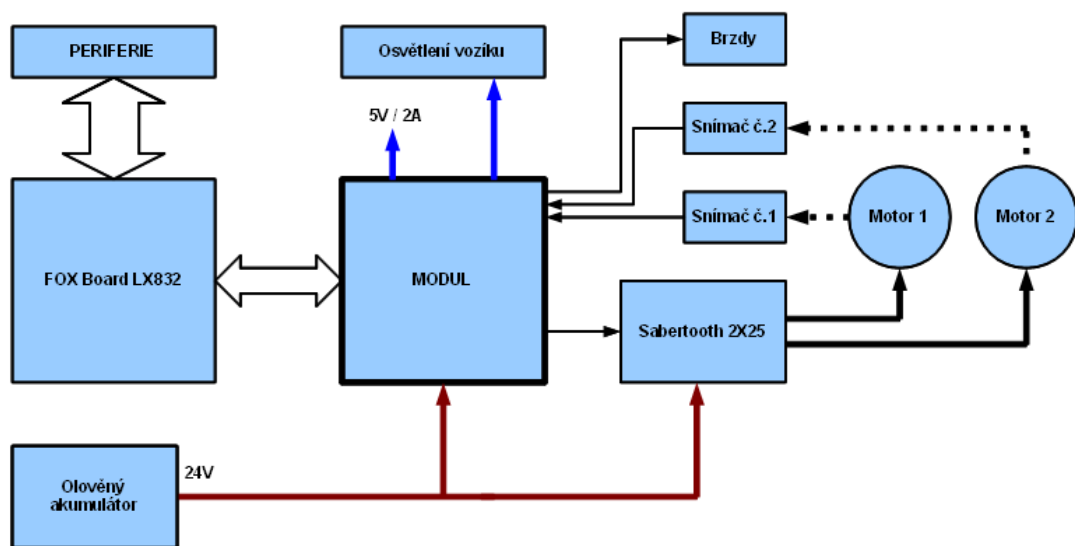 PERIFERIE
Osvětlení vozíku
Brzdy
5V / 2A
Snímač č.2
Snímač č.1
Motor 1
Motor 2
FOX Board LX832
MODUL
Sabertooth 2X25
24V
Olověný
akumulátor